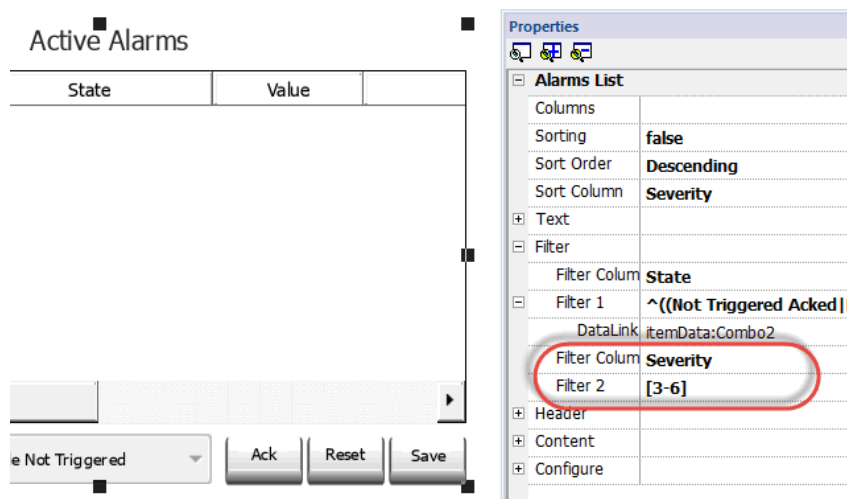 Active Alarms
State Value
e Not Triggered
Ack Reset Save
Properties
Alarms List
Columns
Sorting false
Sort Order Descending
Sort Column Severity
Text
Filter
Filter Colum State
Filter 1 ^((Not Triggered Acked|
DataLink itemData:Combo2
Filter Colum Severity
Filter 2 [3-6]
Header
Content
Configure